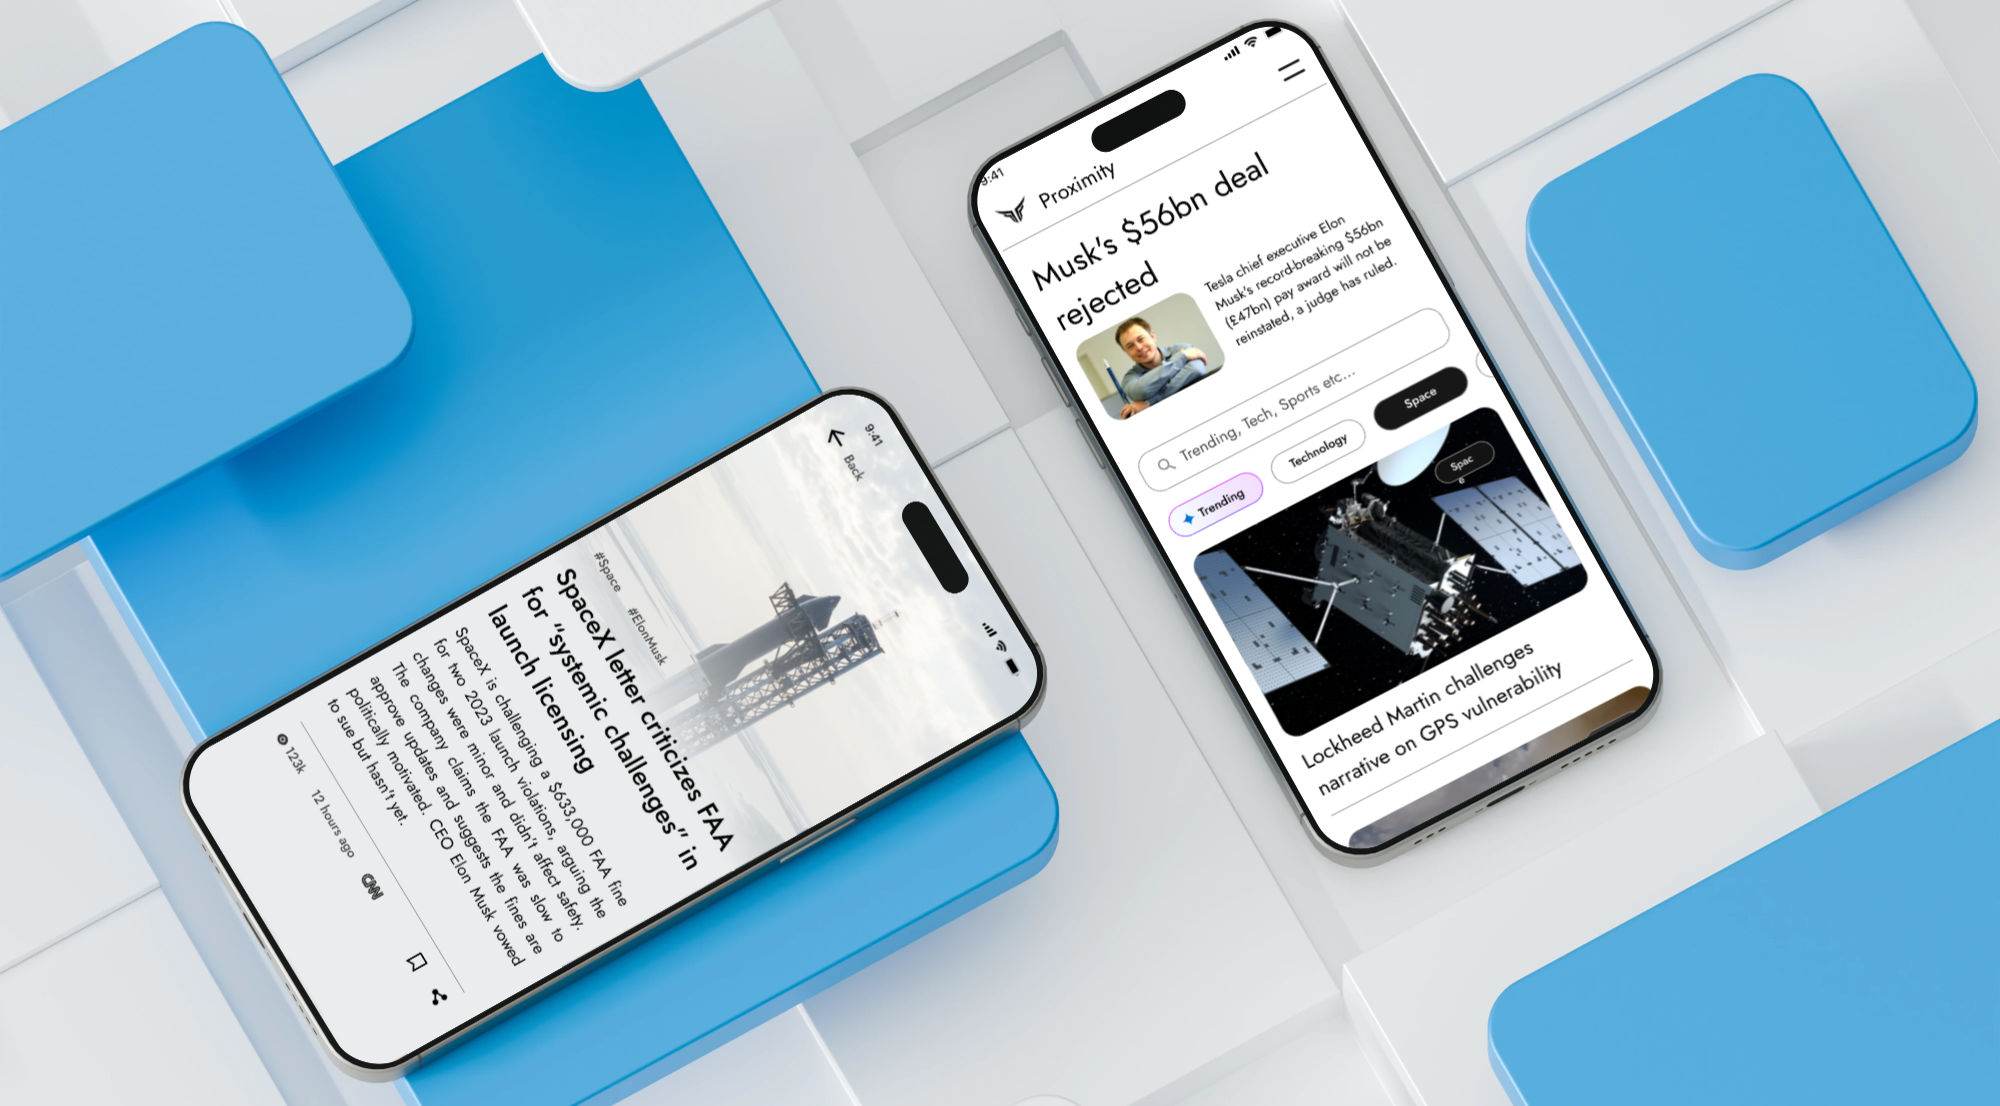 9:41
Back
#Space #ElonMusk
SpaceX letter criticizes FAA
for “systemic challenges” in
launch licensing
SpaceX is challenging a $633,000 FAA fine
for two 2023 launch violations, arguing the
changes were minor and didn't affect safety.
The company claims the FAA was slow to
approve updates and suggests the fines are
politically motivated. CEO Elon Musk vowed
to sue but hasn't yet.
123k 12 hours ago CNN
9:41
Proximity
Musk's $56bn deal
rejected
Tesla chief executive Elon
Musk's record-breaking $56bn
(£47bn) pay award will not be
reinstated, a judge has ruled.
Trending, Tech, Sports etc...
Trending Technology Space
Spac
e
Lockheed Martin challenges
narrative on GPS vulnerability